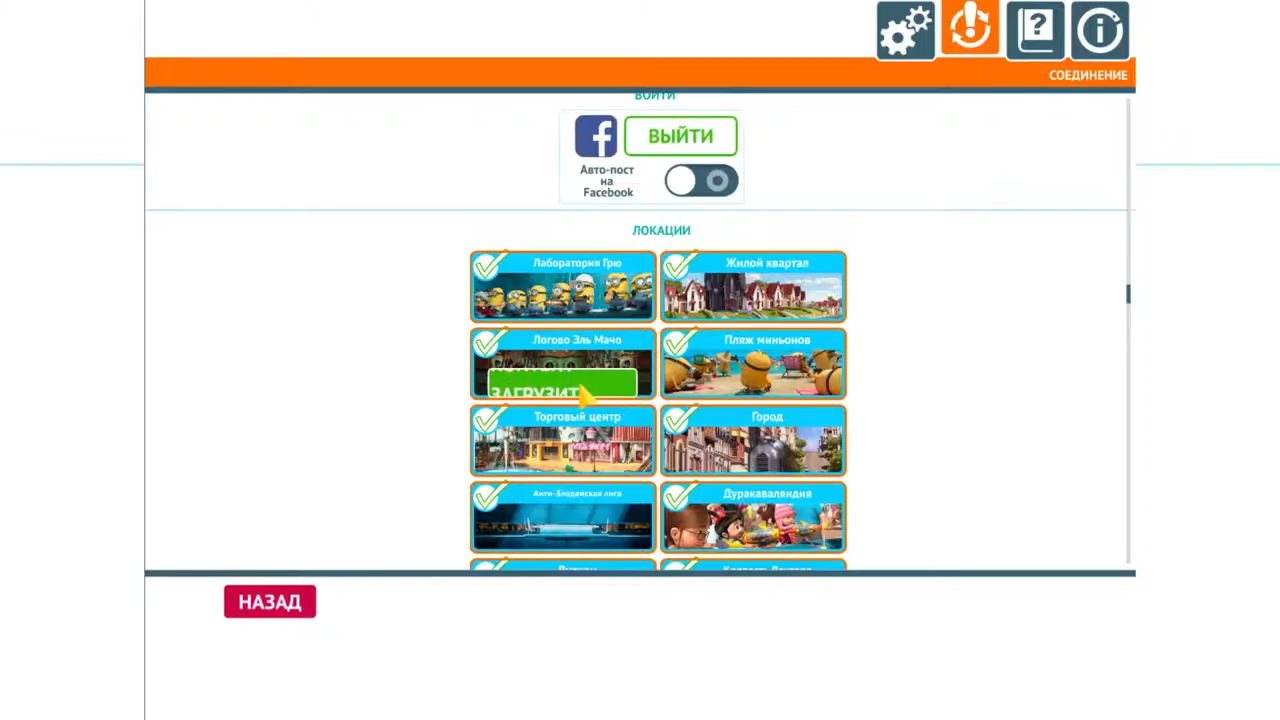 СОЕДИНЕНИЕ
ВОЙТИ
ВЫЙТИ
Авто-пост
на
Facebook
ЛОКАЦИИ
Лаборатория Грю
Жилой квартал
Логово Эль Мачо
Пляж миньонов
ЗАГРУЗИТ
Торговый центр
Город
Анти-Злодейская лига
Дуракаваляндия
НАЗАД